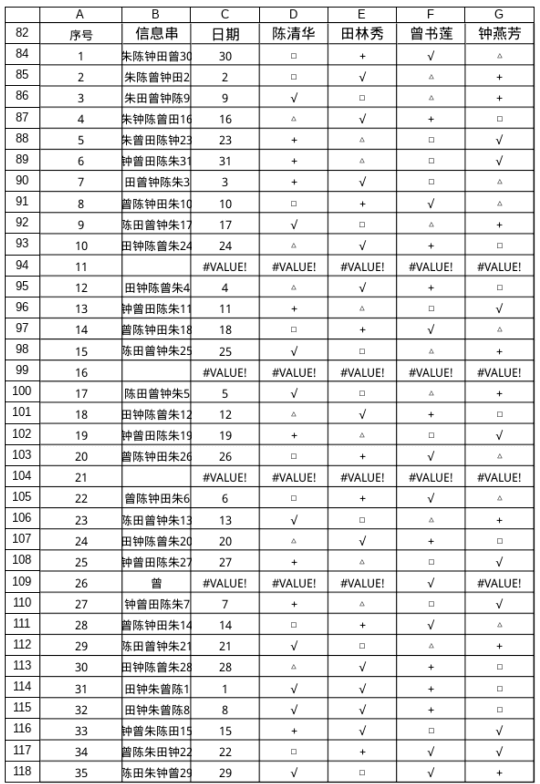 A B C D E F G
82 序号 信息串 日期 陈清华 田林秀 曾书莲 钟燕芳
84 1 朱陈钟田曾30 30 □ + √ △
85 2 朱陈曾钟田2 2 □ √ △ +
86 3 朱田曾钟陈9 9 √ □ △ +
87 4 朱钟陈曾田16 16 △ √ + □
88 5 朱曾田陈钟23 23 + △ □ √
89 6 钟曾田陈朱31 31 + △ □ √
90 7 田曾钟陈朱3 3 + √ □ △
91 8 曾陈钟田朱10 10 □ + √ △
92 9 陈田曾钟朱17 17 √ □ △ +
93 10 田钟陈曾朱24 24 △ √ + □
94 11 #VALUE! #VALUE! #VALUE! #VALUE! #VALUE!
95 12 田钟陈曾朱4 4 △ √ + □
96 13 钟曾田陈朱11 11 + △ □ √
97 14 曾陈钟田朱18 18 □ + √ △
98 15 陈田曾钟朱25 25 √ □ △ +
99 16 #VALUE! #VALUE! #VALUE! #VALUE! #VALUE!
100 17 陈田曾钟朱5 5 √ □ △ +
101 18 田钟陈曾朱12 12 △ √ + □
102 19 钟曾田陈朱19 19 + △ □ √
103 20 曾陈钟田朱26 26 □ + √ △
104 21 #VALUE! #VALUE! #VALUE! #VALUE! #VALUE!
105 22 曾陈钟田朱6 6 □ + √ △
106 23 陈田曾钟朱13 13 √ □ △ +
107 24 田钟陈曾朱20 20 △ √ + □
108 25 钟曾田陈朱27 27 + △ □ √
109 26 曾 #VALUE! #VALUE! #VALUE! √ #VALUE!
110 27 钟曾田陈朱7 7 + △ □ √
111 28 曾陈钟田朱14 14 □ + √ △
112 29 陈田曾钟朱21 21 √ □ △ +
113 30 田钟陈曾朱28 28 △ √ + □
114 31 田钟朱曾陈1 1 √ √ + □
115 32 田钟朱曾陈8 8 √ √ + □
116 33 钟曾朱陈田15 15 + √ □ √
117 34 曾陈朱田钟22 22 □ + √ √
118 35 陈田朱钟曾29 29 √ □ √ +